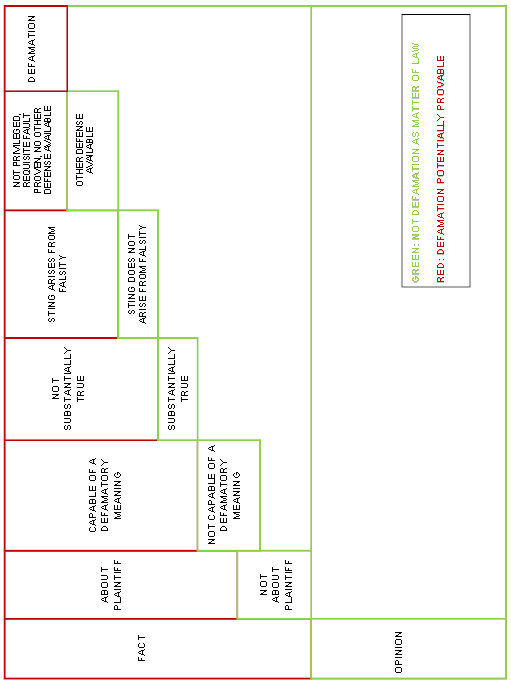 FACT
OPINION
ABOUT
PLAINTIFF
NOT
ABOUT
PLAINTIFF
CAPABLE OF A
DEFAMATORY
MEANING
NOT CAPABLE OF A
DEFAMATORY
MEANING
NOT
SUBSTANTIALLY
TRUE
SUBSTANTIALLY
TRUE
STING ARISES FROM
FALSITY
STING DOES NOT
ARISE FROM FALSITY
NOT PRIVILEGED,
REQUISITE FAULT
PROVEN, NO OTHER
DEFENSE AVAILABLE
OTHER DEFENSE
AVAILABLE
DEFAMATION
GREEN: NOT DEFAMATION AS MATTER OF LAW
RED: DEFAMATION POTENTIALLY PROVABLE